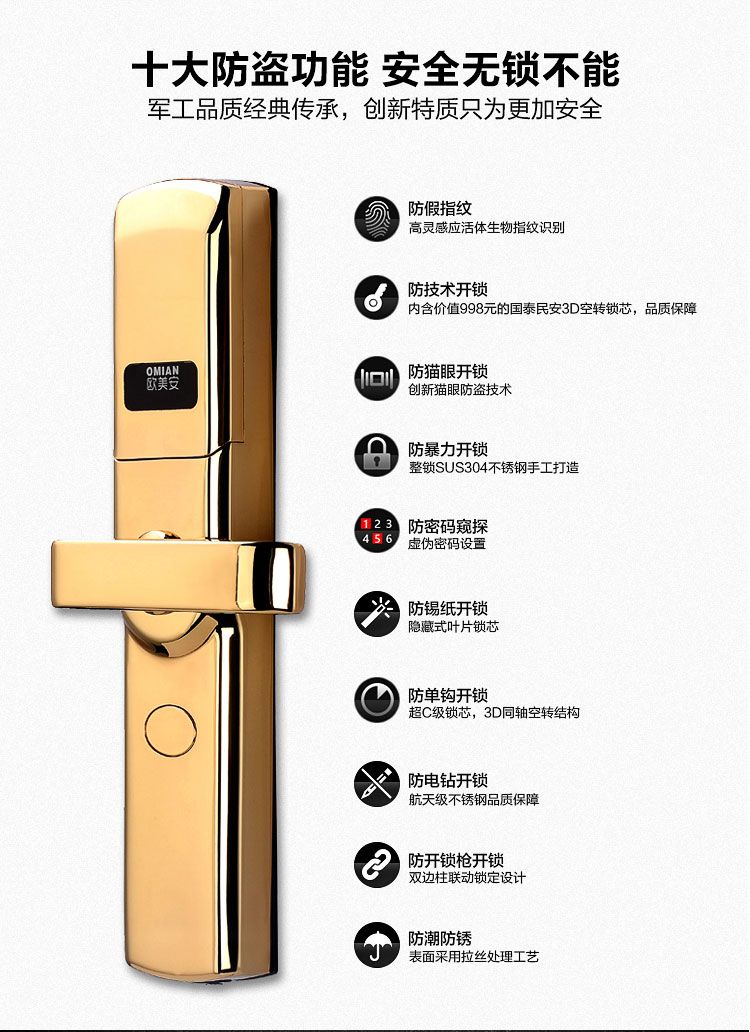 十大防盗功能 安全无锁不能
军工品质经典传承，创新特质只为更加安全
OMIAN
欧美安
防假指纹
高灵感应活体生物指纹识别
防技术开锁
内含价值998元的国泰民安3D空转锁芯，品质保障
防猫眼开锁
创新猫眼防盗技术
防暴力开锁
整锁SUS304不锈钢手工打造
1 2 3
4 5 6
防密码窥探
虚伪密码设置
防锡纸开锁
隐藏式叶片锁芯
防单钩开锁
超C级锁芯，3D同轴空转结构
防电钻开锁
航天级不锈钢品质保障
防开锁枪开锁
双边柱联动锁定设计
防潮防锈
表面采用拉丝处理工艺